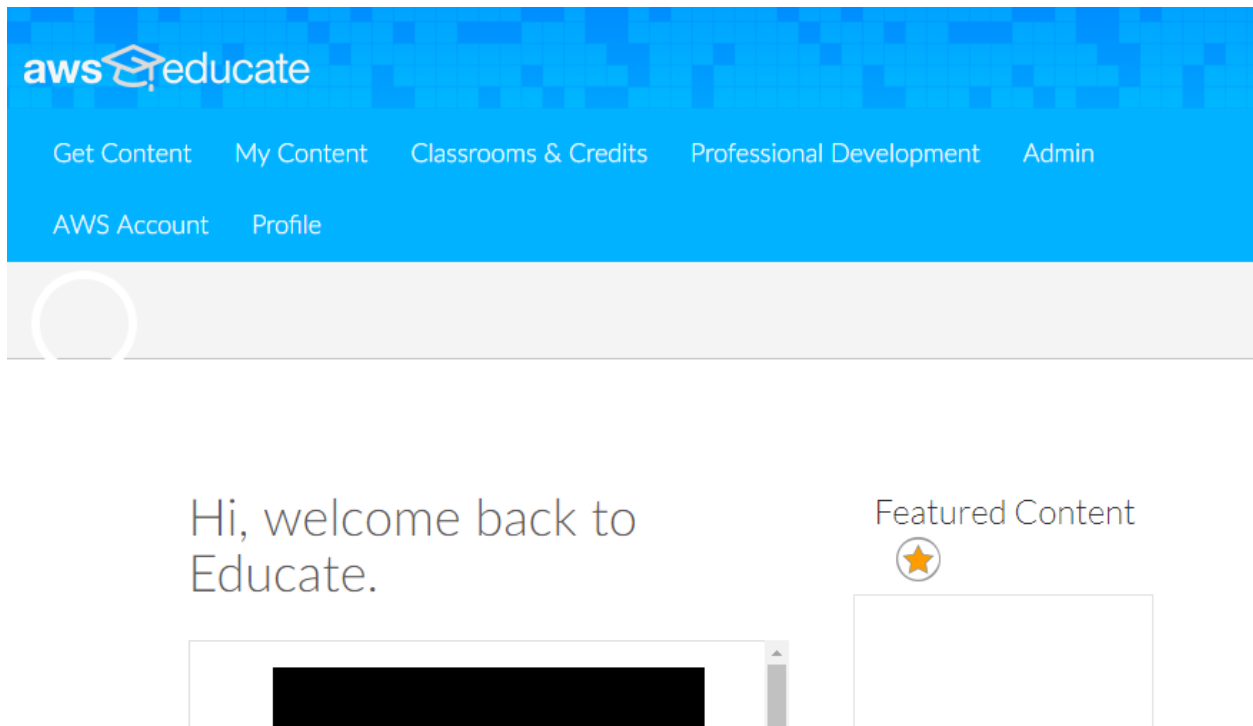 aws educate
Get Content My Content Classrooms & Credits Professional Development Admin
AWS Account Profile
Hi, welcome back to
Educate.
Featured Content